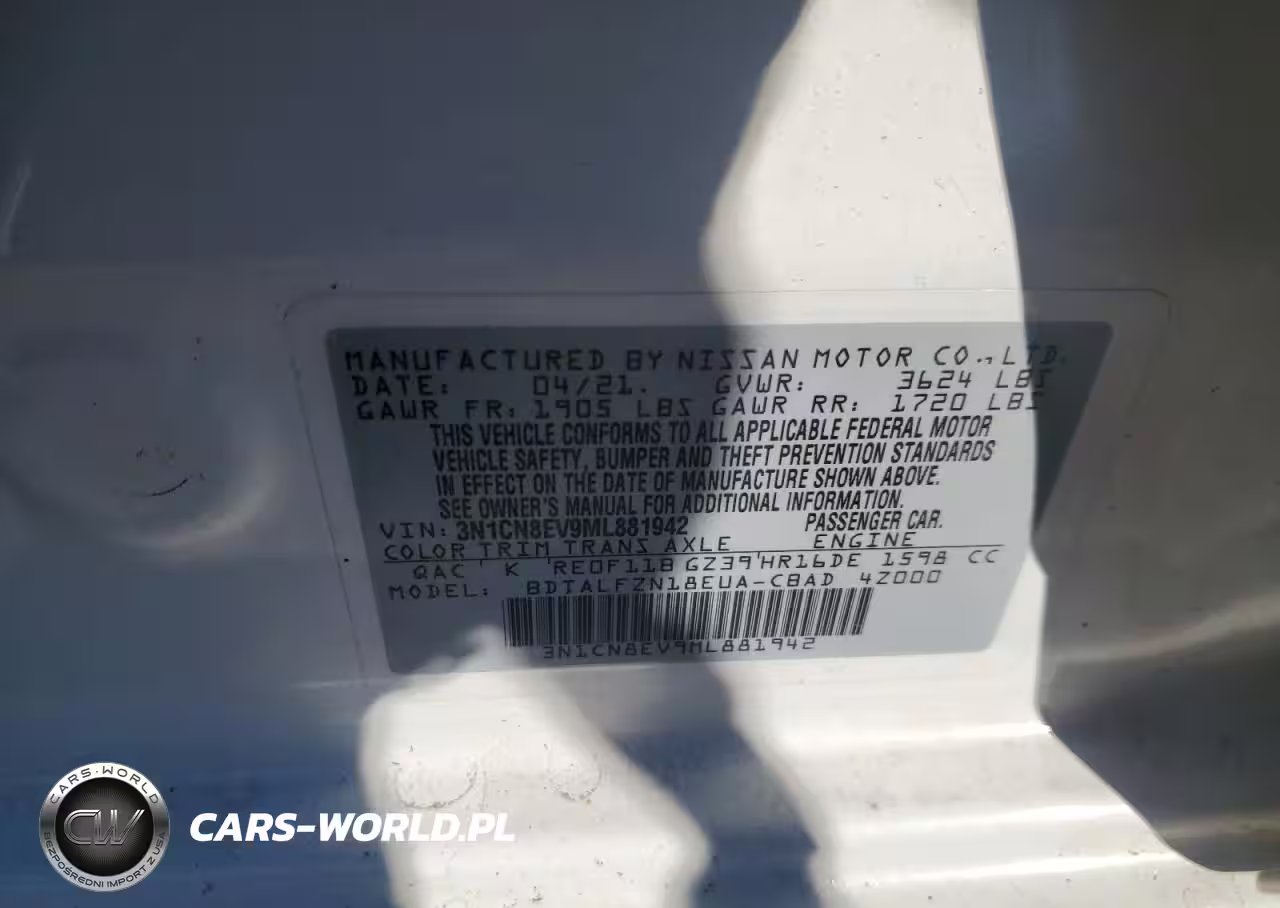 MANUFACTURED BY NISSAN MOTOR CO., LTD.
DATE: 04/21. GVWR: 3624 LBS
GAWR FR: 1905 LBS GAWR RR: 1720 LBS
THIS VEHICLE CONFORMS TO ALL APPLICABLE FEDERAL MOTOR
VEHICLE SAFETY, BUMPER AND THEFT PREVENTION STANDARDS
IN EFFECT ON THE DATE OF MANUFACTURE SHOWN ABOVE.
SEE OWNER'S MANUAL FOR ADDITIONAL INFORMATION.
VIN: 3N1CN8EV9ML881942 PASSENGER CAR.
COLOR TRIM TRANS AXLE ENGINE
QAC K RE0F11B GZ39 HR16DE 1598 CC
MODEL: BDTALFZN18EUA-CBAD 4Z000
3N1CN8EV9ML881942
CARS-WORLD
CW
BEZPOŚREDNI IMPORT Z USA
CARS-WORLD.PL